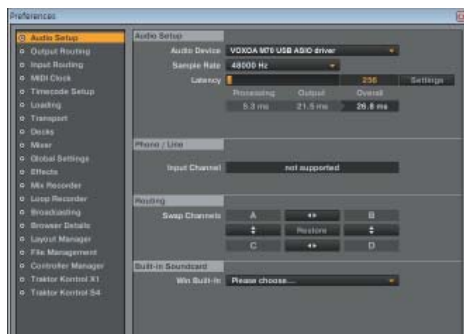 Preferences
Audio Setup
Output Routing
Input Routing
MIDI Clock
Timecode Setup
Loading
Transport
Decks
Mixer
Global Settings
Effects
Mix Recorder
Loop Recorder
Broadcasting
Browser Details
Layout Manager
File Management
Controller Manager
Traktor Kontrol X1
Traktor Kontrol S4
Audio Setup
Audio Device VOXOA M70 USB ASIO driver
Sample Rate 48000 Hz
Latency 256 Settings
Processing Output Overall
5.3 ms 21.5 ms 26.8 ms
Phono / Line
Input Channel not supported
Routing
Swap Channels A B
Restore
C D
Built-in Soundcard
Win Built-In Please choose...